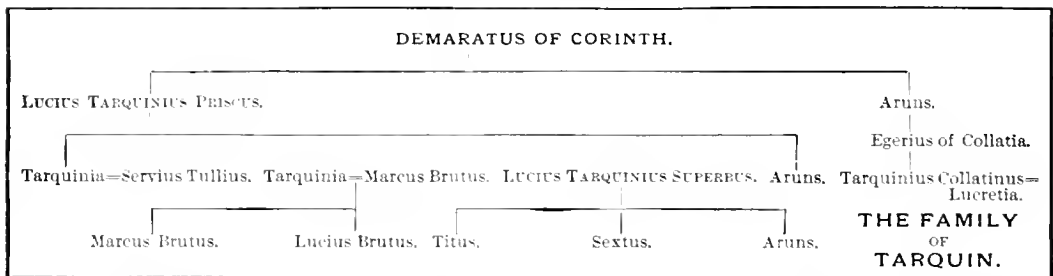 DEMARATUS OF CORINTH.
LUCIUS TARQUINIUS PRISCUS. Aruns.
Egerius of Collatia.
Tarquinia=Servius Tullius. Tarquinia=Marcus Brutus. LUCIUS TARQUINIUS SUPERBUS. Aruns. Tarquinius Collatinus=
Lucretia.
Marcus Brutus. Lucius Brutus. Titus. Sextus. Aruns.
THE FAMILY
OF
TARQUIN.